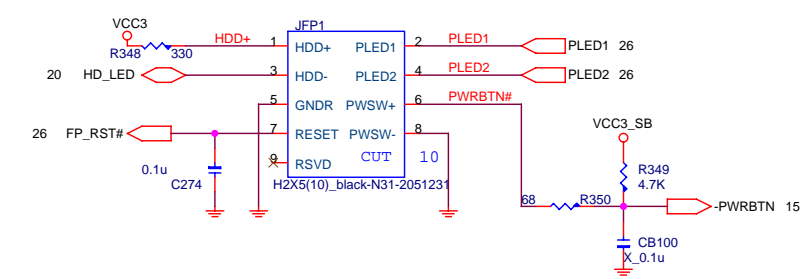 VCC3
JFP1
R348 330 HDD+ 1 HDD+ PLED1 2 PLED1 PLED1 26
20 HD_LED 3 HDD- PLED2 4 PLED2 PLED2 26
5 GNDR PWSW+ 6 PWRBTN#
26 FP_RST# 7 RESET PWSW- 8 VCC3_SB
9 RSVD CUT 10
0.1u
C274
H2X5(10)_black-N31-2051231
R349
4.7K
68 R350 -PWRBTN 15
CB100
X_0.1u